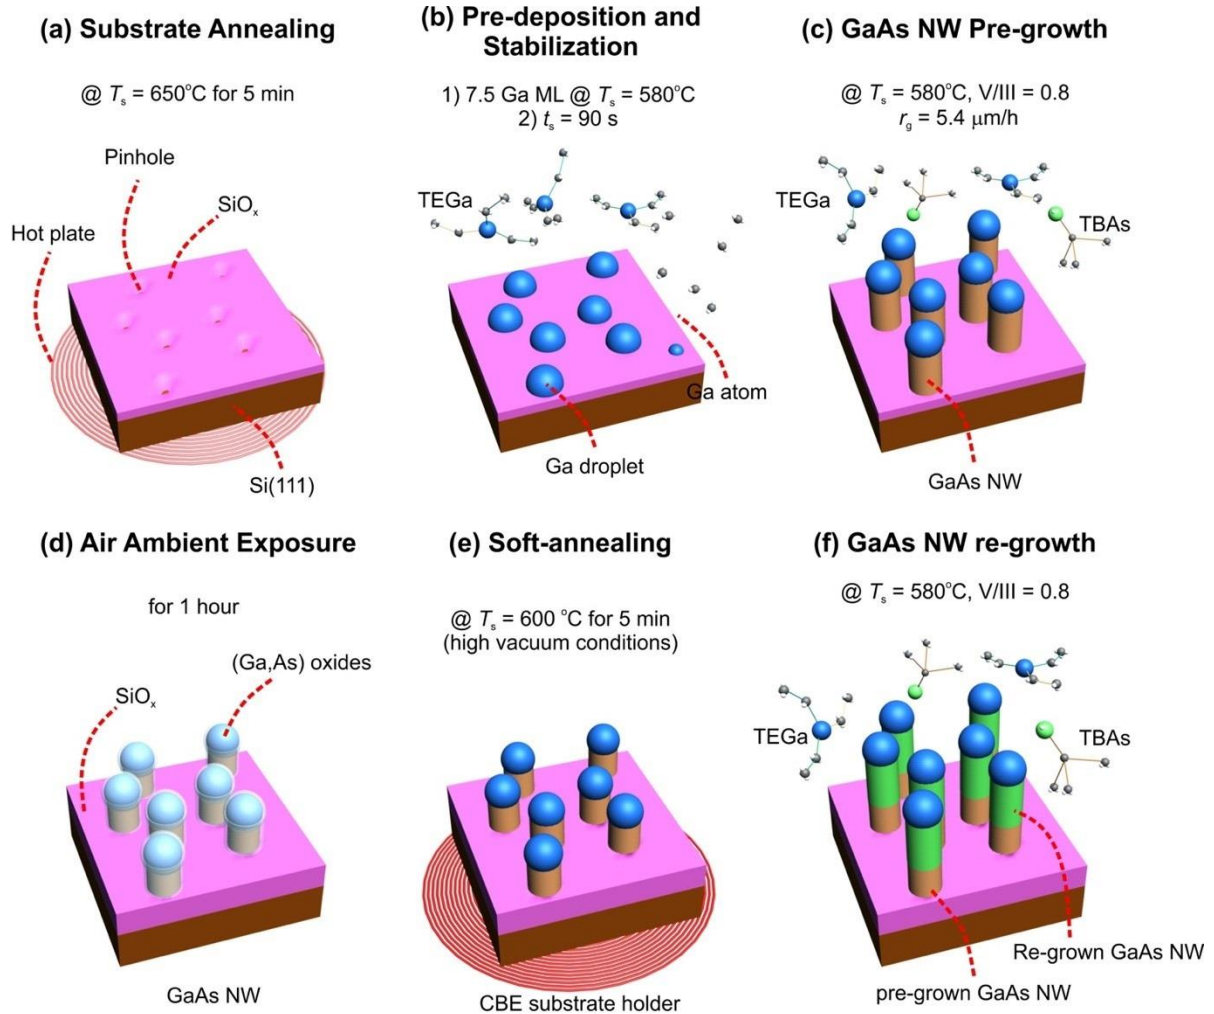 (a) Substrate Annealing
@ Tₛ = 650°C for 5 min
Pinhole
SiOₓ
Hot plate
Si(111)
(b) Pre-deposition and
Stabilization
1) 7.5 Ga ML @ Tₛ = 580°C
2) tₛ = 90 s
TEGa
Ga atom
Ga droplet
(c) GaAs NW Pre-growth
@ Tₛ = 580°C, V/III = 0.8
r_g = 5.4 μm/h
TEGa
TBAs
GaAs NW
(d) Air Ambient Exposure
for 1 hour
(Ga,As) oxides
SiOₓ
GaAs NW
(e) Soft-annealing
@ Tₛ = 600 °C for 5 min
(high vacuum conditions)
CBE substrate holder
(f) GaAs NW re-growth
@ Tₛ = 580°C, V/III = 0.8
TEGa
TBAs
Re-grown GaAs NW
pre-grown GaAs NW